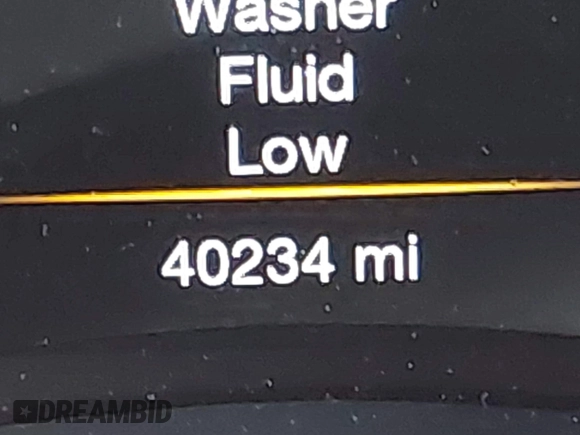 Washer
Fluid
Low
40234 mi
DREAMBID